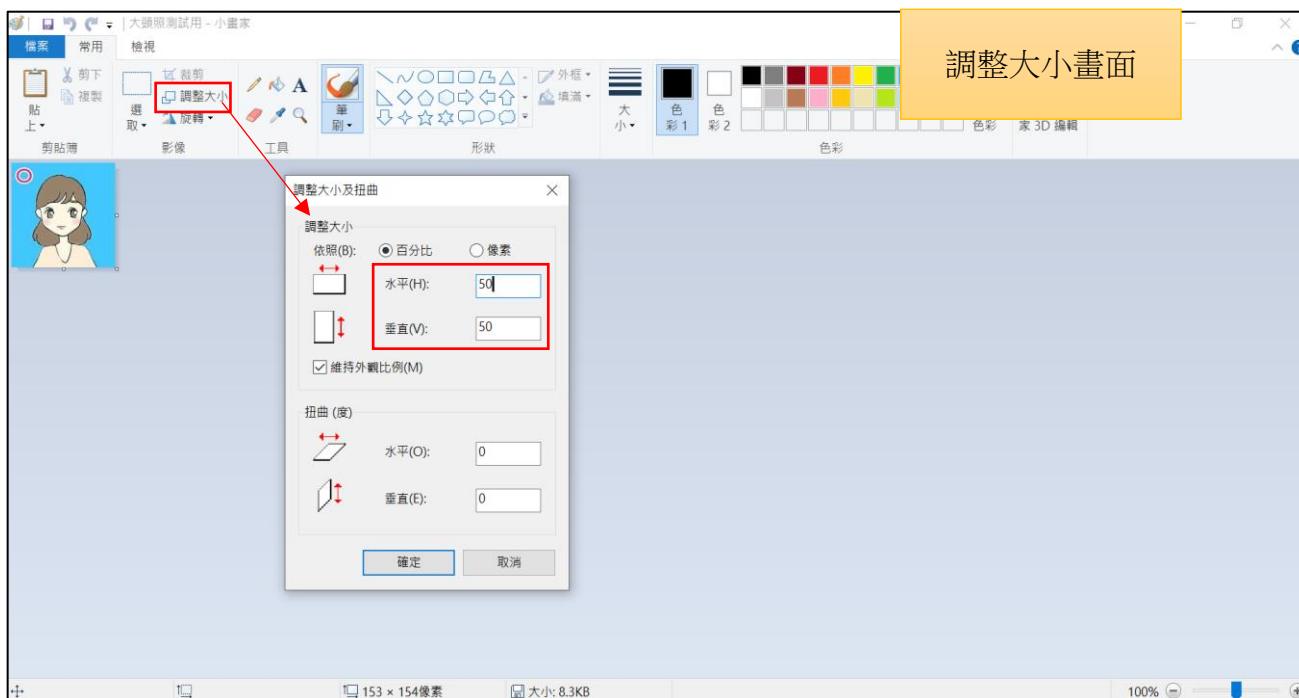 大頭照測試用 - 小畫家
調整大小畫面
檔案 常用 檢視
剪下
複製
貼上
剪貼簿
選取
裁剪
調整大小
旋轉
影像
A
工具
筆刷
外框
填滿
形狀
大小
色彩 1
色彩 2
色彩
色彩
家 3D 編輯
調整大小及扭曲
調整大小
依照(B): 百分比 像素
水平(H): 50
垂直(V): 50
維持外觀比例(M)
扭曲 (度)
水平(O): 0
垂直(E): 0
確定 取消
153 × 154像素 大小: 8.3KB 100%